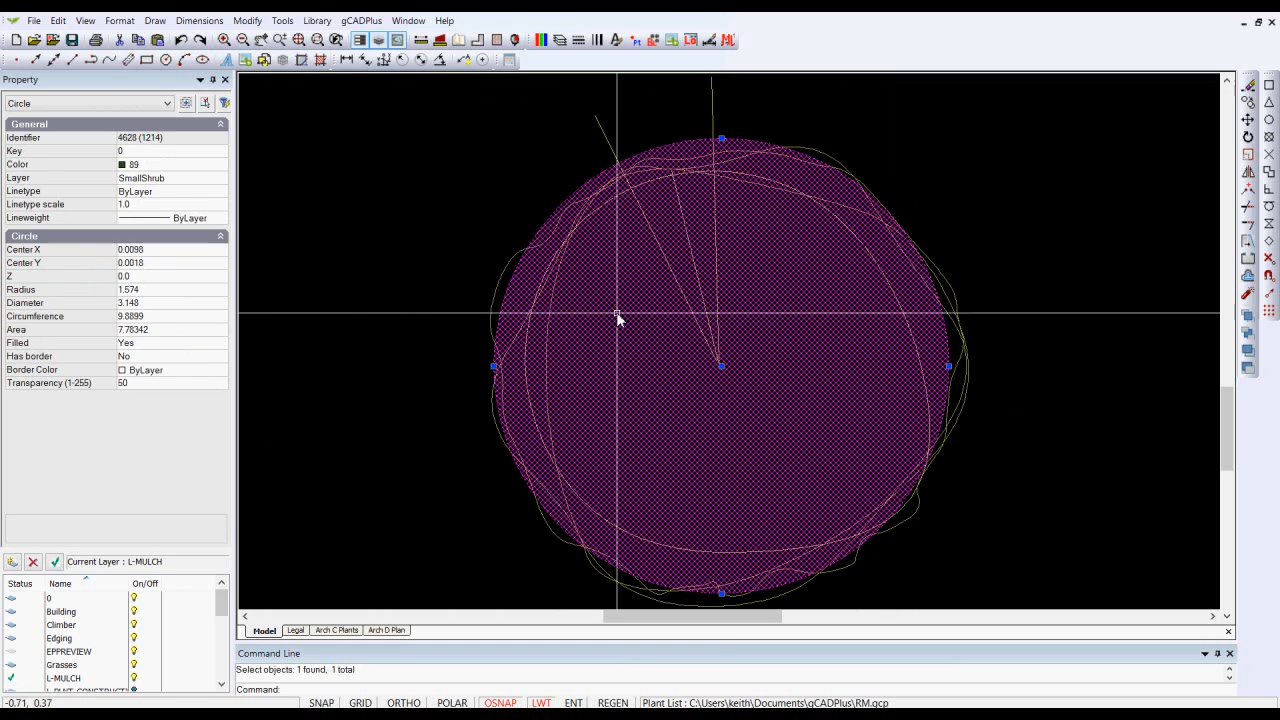 File Edit Views Format Draw Dimensions Modify Tools Library gCADPlus Window Help
Property
Circle
General
Identifier 4628 (1214)
Key 0
Color 89
Layer SmallShrub
Linetype ByLayer
Linetype scale 1.0
Lineweight ByLayer
Circle
Center X 0.0098
Center Y 0.0018
Z 0.0
Radius 1.574
Diameter 3.148
Circumference 9.8899
Area 7.78342
Filled Yes
Has border No
Border Color ByLayer
Transparency (1-255) 50
Current Layer : L-MULCH
Status Name On/Off
0
Building
Climber
Edging
EPPREVIEW
Grasses
L-MULCH
Model Legal Arch C Plants Arch D Plan
Command Line
Select objects: 1 found, 1 total
Command:
-0.71, 0.37 SNAP GRID ORTHO POLAR OSNAP LWT ENT REGEN Plant List : C:\Users\keith\Documents\gCADPlus\RM.gcp